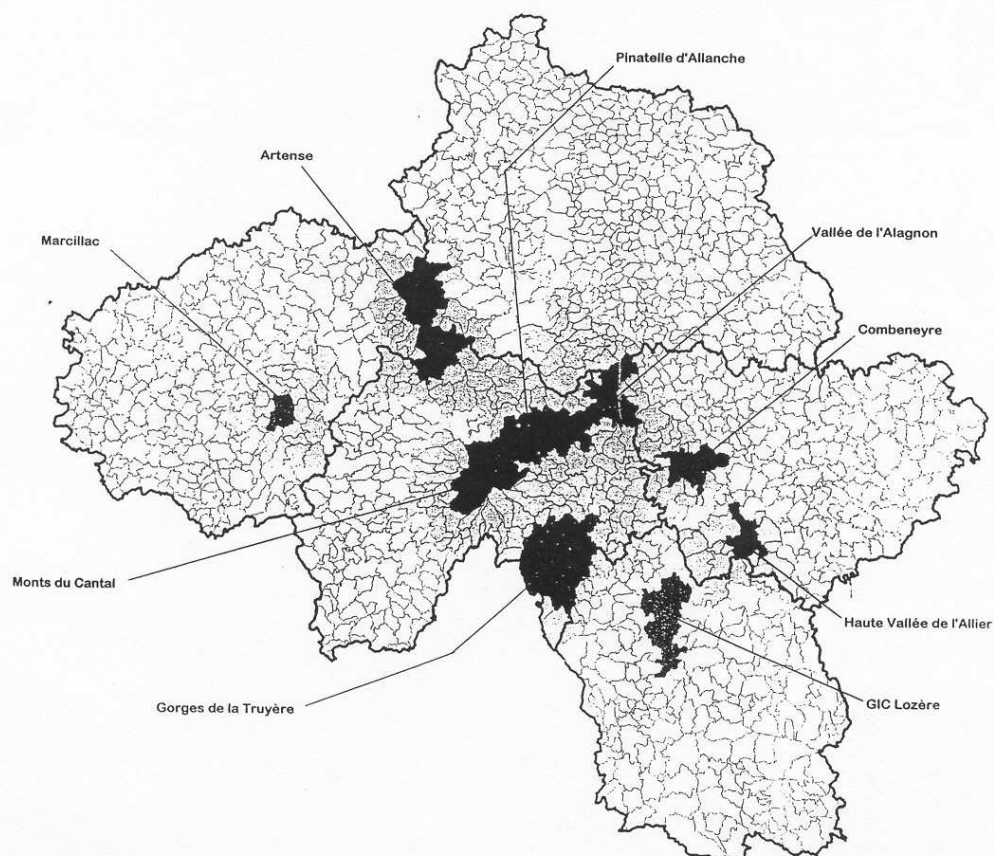 Pinatelle d'Allanche
Artense
Marcillac
Vallée de l'Alagnon
Combeneyre
Monts du Cantal
Haute Vallée de l'Allier
Gorges de la Truyère
GIC Lozère